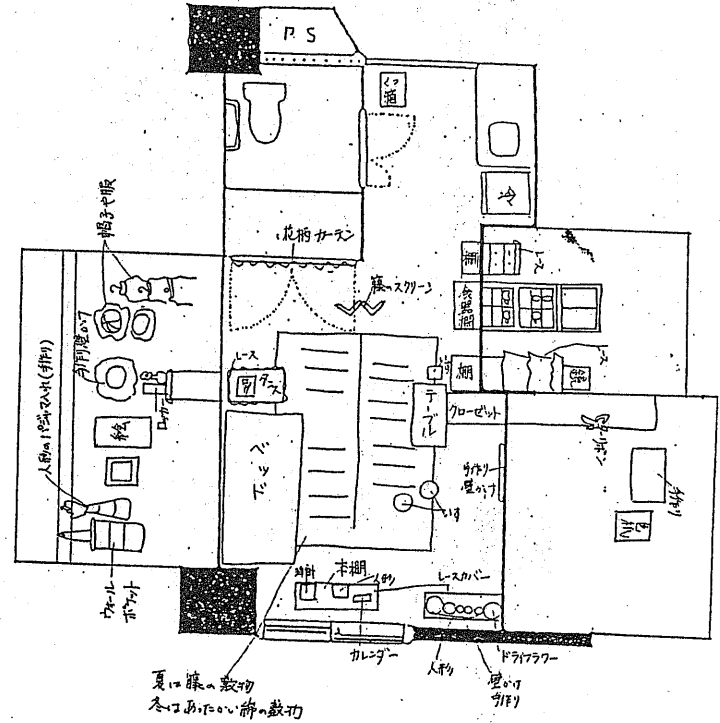 PS
くつ箱
冷
帽子や服
花柄カーテン
籐のスクリーン
レース
棚
食器棚
手作り壁かけ
レース
タンス
ロッカー
絵
人形のパジャマ入れ(手作り)
ベッド
棚
レース
鏡
テーブル
クローゼット
リボン
手作り
壁かけ
いす
手作り
ウォール
ポケット
時計
本棚
人形
レースカバー
カレンダー
人形
ドライフラワー
壁かけ
手作り
夏は籐の敷物
冬はあったかい綿の敷物